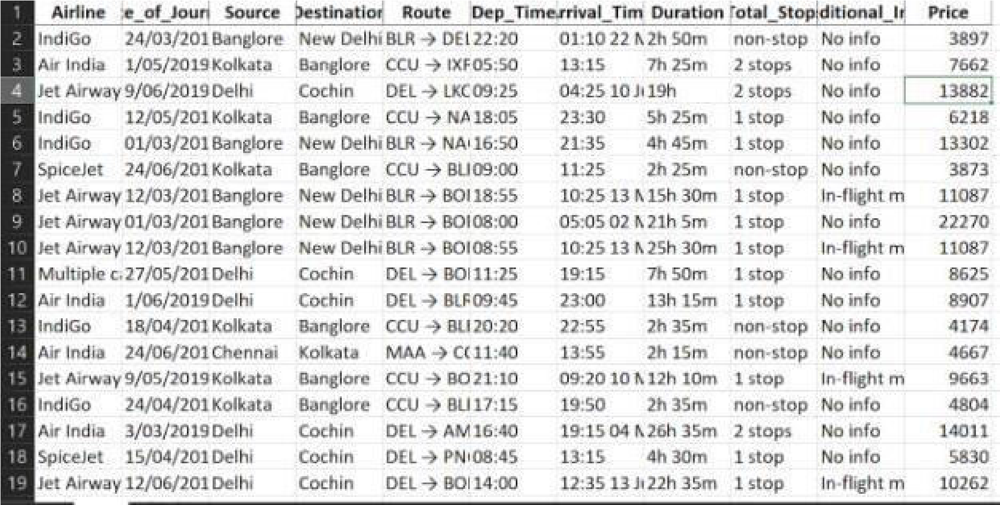 1 Airline e_of_Journ Source Destination Route Dep_Time rrival_Tim Duration Total_Stop ditional_In Price
2 IndiGo 24/03/201 Banglore New Delhi BLR → DEL 22:20 01:10 22 M 2h 50m non-stop No info 3897
3 Air India 1/05/2019 Kolkata Banglore CCU → IXR 05:50 13:15 7h 25m 2 stops No info 7662
4 Jet Airway 9/06/2019 Delhi Cochin DEL → LKO 09:25 04:25 10 Ju 19h 2 stops No info 13882
5 IndiGo 12/05/201 Kolkata Banglore CCU → NA 18:05 23:30 5h 25m 1 stop No info 6218
6 IndiGo 01/03/201 Banglore New Delhi BLR → NA 16:50 21:35 4h 45m 1 stop No info 13302
7 SpiceJet 24/06/201 Kolkata Banglore CCU → BL 09:00 11:25 2h 25m non-stop No info 3873
8 Jet Airway 12/03/201 Banglore New Delhi BLR → BO 18:55 10:25 13 M 15h 30m 1 stop In-flight m 11087
9 Jet Airway 01/03/201 Banglore New Delhi BLR → BO 08:00 05:05 02 M 21h 5m 1 stop No info 22270
10 Jet Airway 12/03/201 Banglore New Delhi BLR → BO 08:55 10:25 13 M 25h 30m 1 stop In-flight m 11087
11 Multiple ca 27/05/201 Delhi Cochin DEL → BO 11:25 19:15 7h 50m 1 stop No info 8625
12 Air India 1/06/2019 Delhi Cochin DEL → BLR 09:45 23:00 13h 15m 1 stop No info 8907
13 IndiGo 18/04/201 Kolkata Banglore CCU → BL 20:20 22:55 2h 35m non-stop No info 4174
14 Air India 24/06/201 Chennai Kolkata MAA → CC 11:40 13:55 2h 15m non-stop No info 4667
15 Jet Airway 9/05/2019 Kolkata Banglore CCU → BO 21:10 09:20 10 M 12h 10m 1 stop In-flight m 9663
16 IndiGo 24/04/201 Kolkata Banglore CCU → BL 17:15 19:50 2h 35m non-stop No info 4804
17 Air India 3/03/2019 Delhi Cochin DEL → AM 16:40 19:15 04 M 26h 35m 2 stops No info 14011
18 SpiceJet 15/04/201 Delhi Cochin DEL → PN 08:45 13:15 4h 30m 1 stop No info 5830
19 Jet Airway 12/06/201 Delhi Cochin DEL → BO 14:00 12:35 13 Ju 22h 35m 1 stop In-flight m 10262